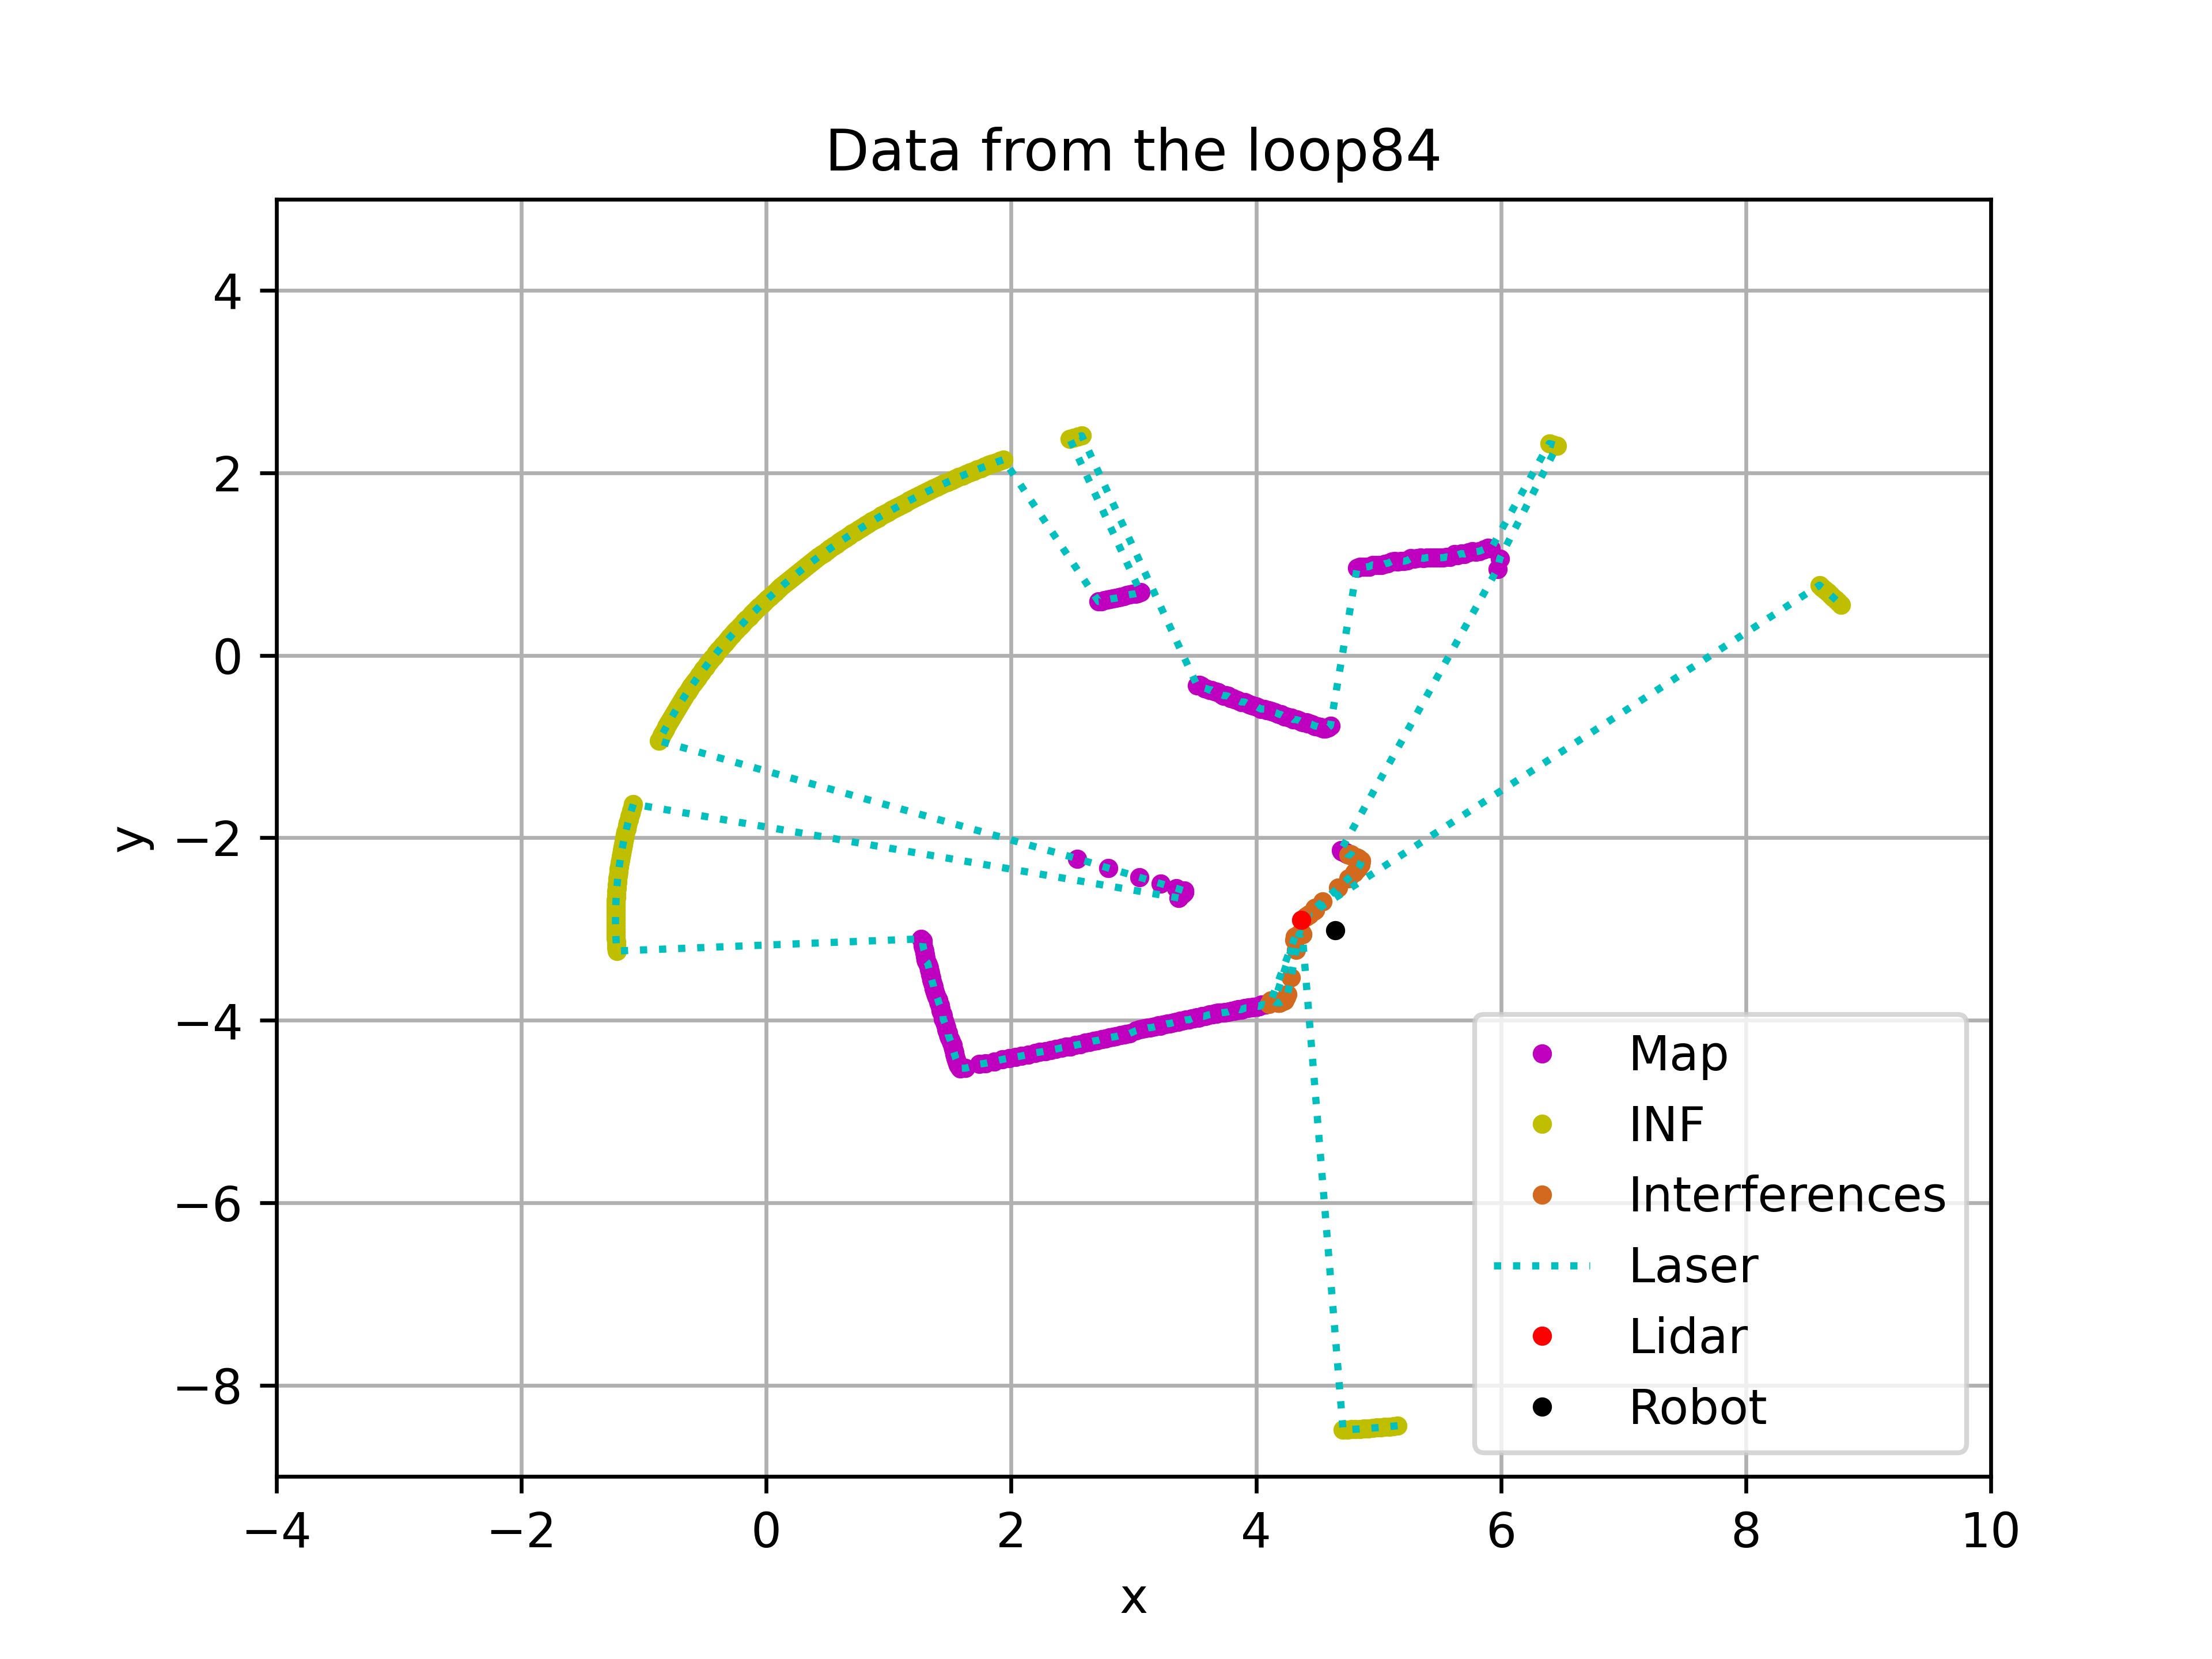 Data from the loop84
4
2
0
−2
−4
−6
−8
y
−4 −2 0 2 4 6 8 10
x
Map
INF
Interferences
Laser
Lidar
Robot